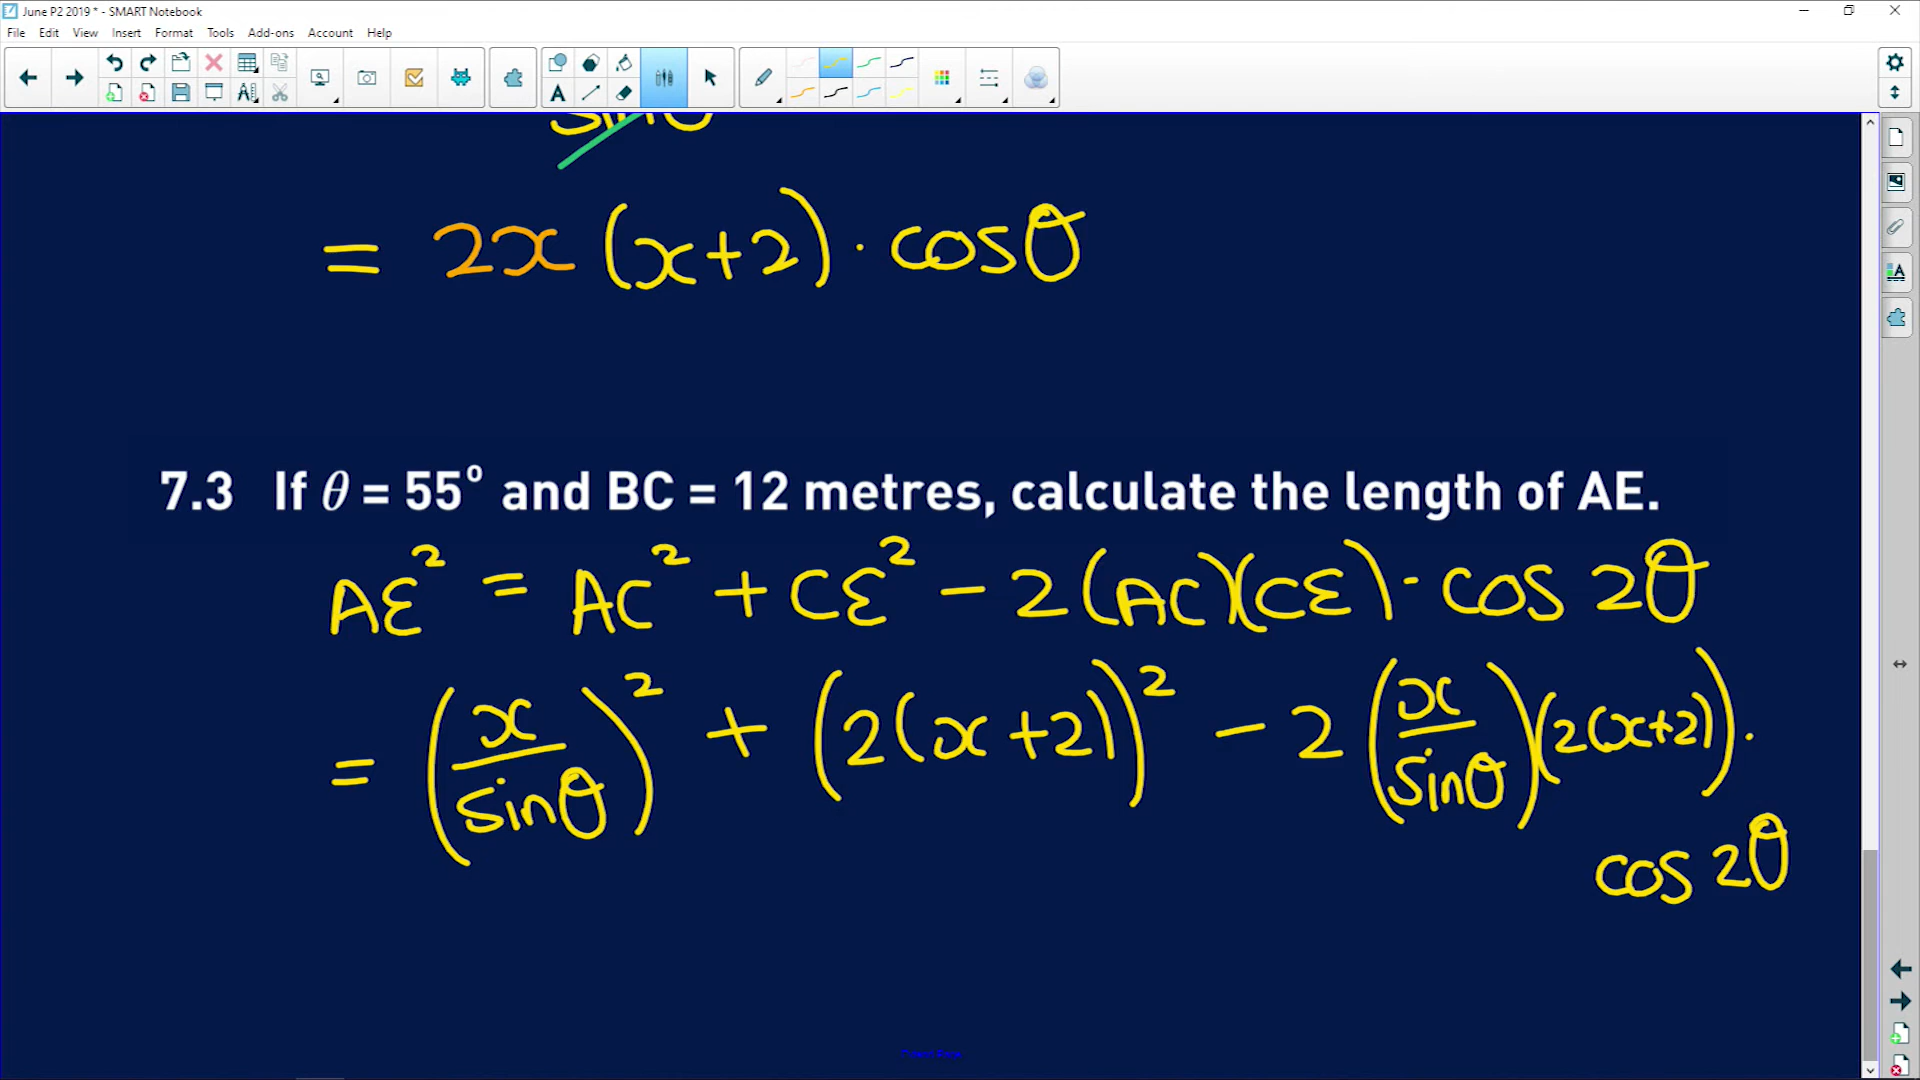 June P2 2019 * - SMART Notebook
File Edit View Insert Format Tools Add-ons Account Help
sinθ
= 2x (x+2) · cosθ
7.3 If θ = 55° and BC = 12 metres, calculate the length of AE.
AE² = AC² + CE² - 2(AC)(CE) · cos 2θ
= (x/sinθ)² + (2(x+2))² - 2(x/sinθ)(2(x+2)) ·
cos 2θ